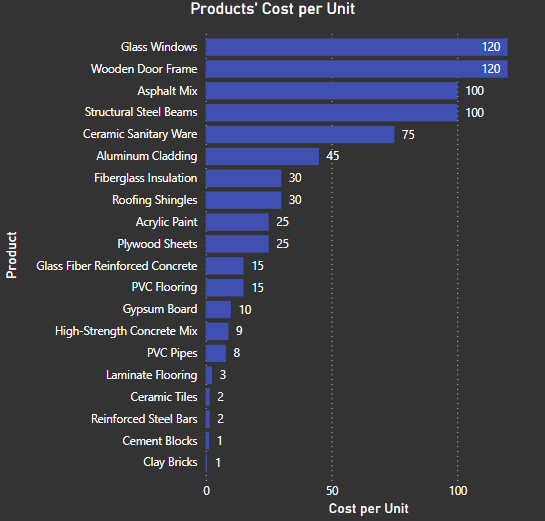 Products' Cost per Unit
Glass Windows 120
Wooden Door Frame 120
Asphalt Mix 100
Structural Steel Beams 100
Ceramic Sanitary Ware 75
Aluminum Cladding 45
Fiberglass Insulation 30
Roofing Shingles 30
Acrylic Paint 25
Plywood Sheets 25
Product
Glass Fiber Reinforced Concrete 15
PVC Flooring 15
Gypsum Board 10
High-Strength Concrete Mix 9
PVC Pipes 8
Laminate Flooring 3
Ceramic Tiles 2
Reinforced Steel Bars 2
Cement Blocks 1
Clay Bricks 1
0 50 100
Cost per Unit